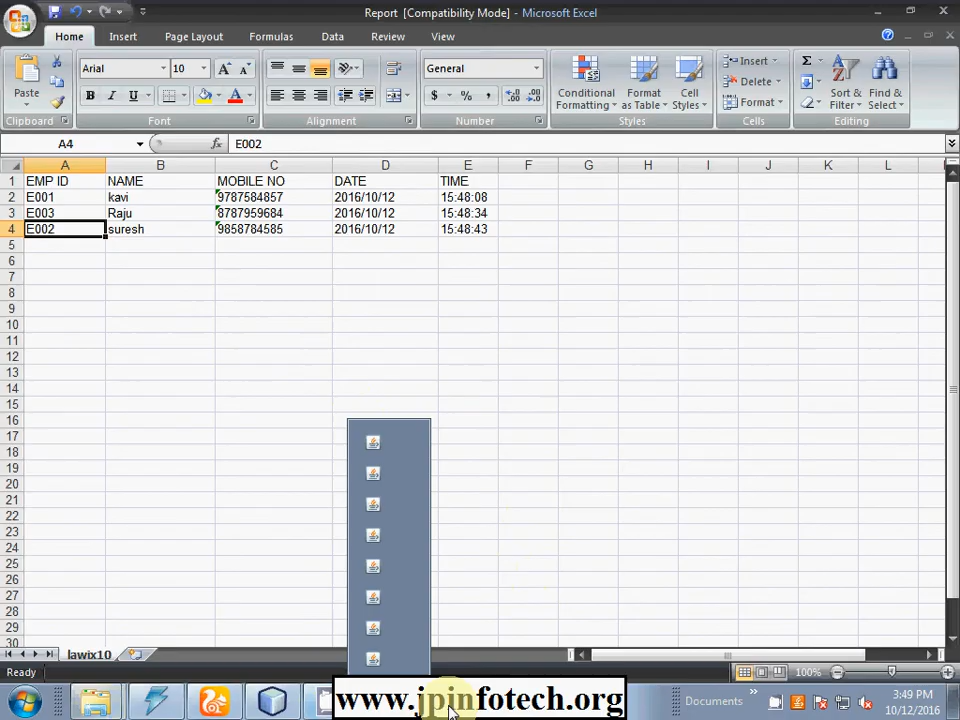 Report [Compatibility Mode] - Microsoft Excel
Home Insert Page Layout Formulas Data Review View
Paste
Arial 10
General
B I U
$ % ,
Conditional Formatting
Format as Table
Cell Styles
Insert
Delete
Format
Σ
Sort & Filter
Find & Select
Clipboard Font Alignment Number Styles Cells Editing
A4 fx E002
A B C D E F G H I J K L
1 EMP ID NAME MOBILE NO DATE TIME
2 E001 kavi 9787584857 2016/10/12 15:48:08
3 E003 Raju 8787959684 2016/10/12 15:48:34
4 E002 suresh 9858784585 2016/10/12 15:48:43
5
6
7
8
9
10
11
12
13
14
15
16
17
18
19
20
21
22
23
24
25
26
27
28
29
30
lawix10
Ready 100%
www.jpinfotech.org
Documents
3:49 PM
10/12/2016